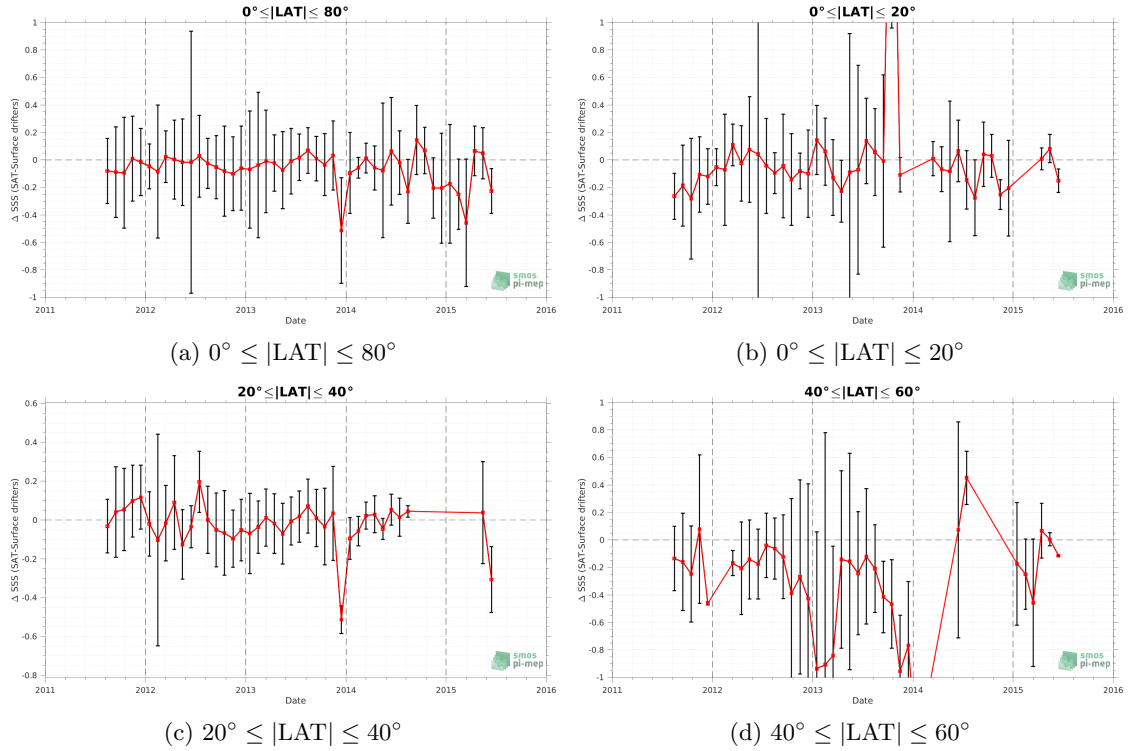 0°≤|LAT|≤ 80°
Δ SSS (SAT-Surface drifters)
1
0.8
0.6
0.4
0.2
0
-0.2
-0.4
-0.6
-0.8
-1
2011
2012
2013
2014
2015
2016
Date
smos
pi-mep
(a) 0° ≤ |LAT| ≤ 80°
0°≤|LAT|≤ 20°
Δ SSS (SAT-Surface drifters)
1
0.8
0.6
0.4
0.2
0
-0.2
-0.4
-0.6
-0.8
-1
2011
2012
2013
2014
2015
2016
Date
smos
pi-mep
(b) 0° ≤ |LAT| ≤ 20°
20°≤|LAT|≤ 40°
Δ SSS (SAT-Surface drifters)
0.6
0.4
0.2
0
-0.2
-0.4
-0.6
-0.8
2011
2012
2013
2014
2015
2016
Date
smos
pi-mep
(c) 20° ≤ |LAT| ≤ 40°
40°≤|LAT|≤ 60°
Δ SSS (SAT-Surface drifters)
1
0.8
0.6
0.4
0.2
0
-0.2
-0.4
-0.6
-0.8
-1
2011
2012
2013
2014
2015
2016
Date
smos
pi-mep
(d) 40° ≤ |LAT| ≤ 60°